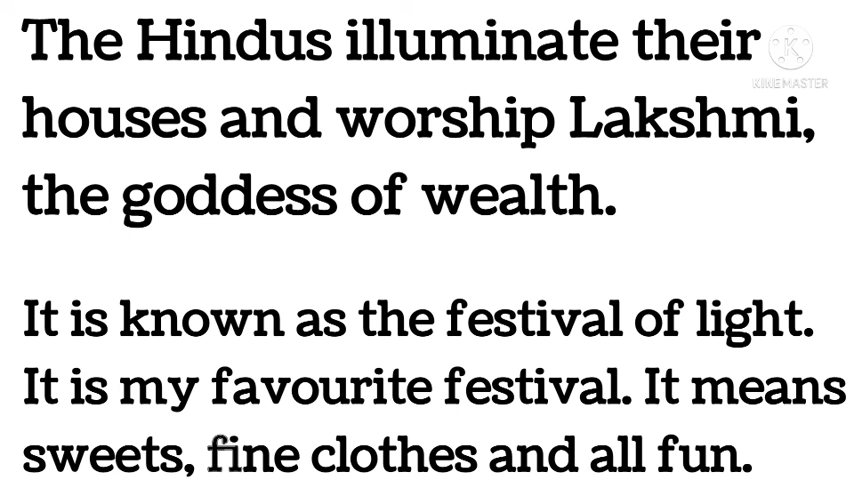 The Hindus illuminate their
KINEMASTER
houses and worship Lakshmi,
the goddess of wealth.
It is known as the festival of light.
It is my favourite festival. It means
sweets, fine clothes and all fun.